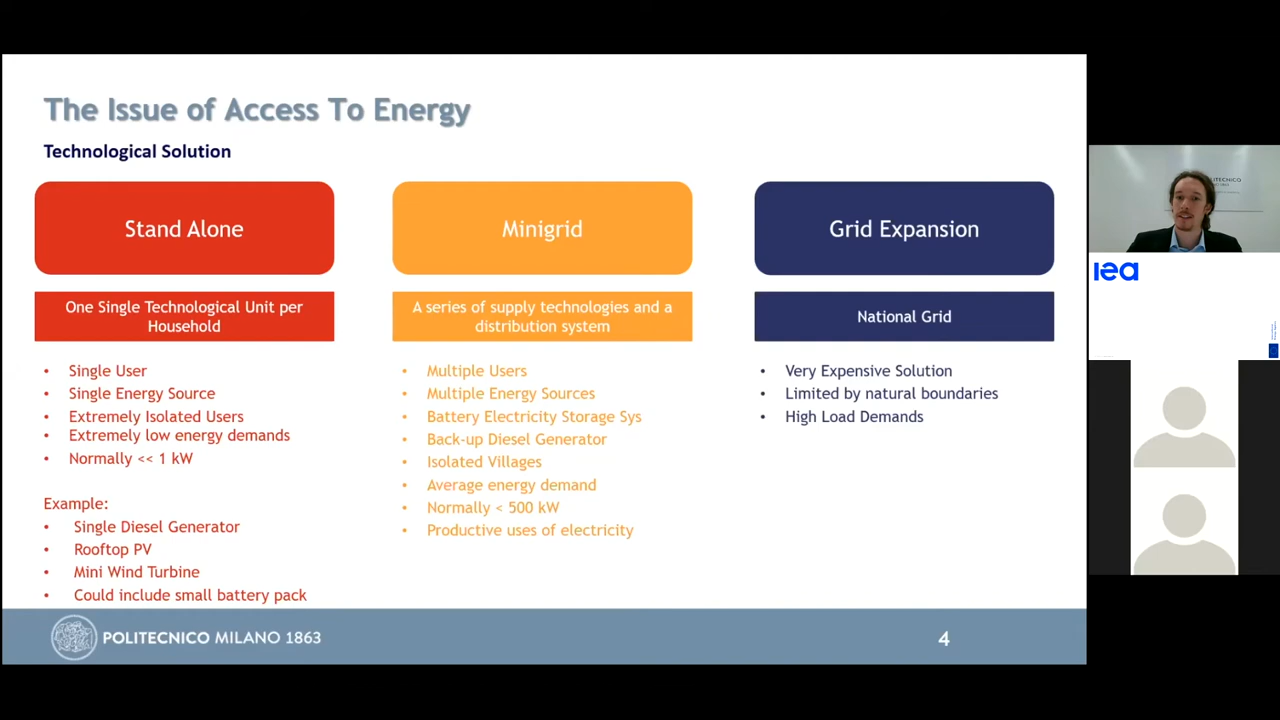 The Issue of Access To Energy
Technological Solution
Stand Alone
One Single Technological Unit per
Household
• Single User
• Single Energy Source
• Extremely Isolated Users
• Extremely low energy demands
• Normally << 1 kW
Example:
• Single Diesel Generator
• Rooftop PV
• Mini Wind Turbine
• Could include small battery pack
Minigrid
A series of supply technologies and a
distribution system
• Multiple Users
• Multiple Energy Sources
• Battery Electricity Storage Sys
• Back-up Diesel Generator
• Isolated Villages
• Average energy demand
• Normally < 500 kW
• Productive uses of electricity
Grid Expansion
National Grid
• Very Expensive Solution
• Limited by natural boundaries
• High Load Demands
POLITECNICO MILANO 1863
4
iea